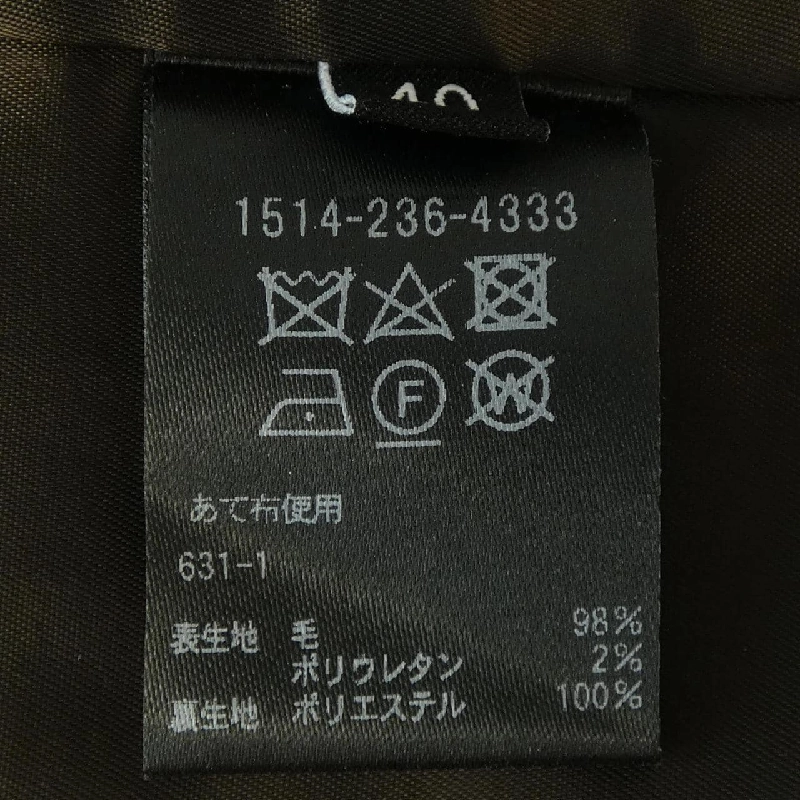 40
1514-236-4333
F
W
あて布使用
631-1
表生地 毛 98%
ポリウレタン 2%
裏生地 ポリエステル 100%